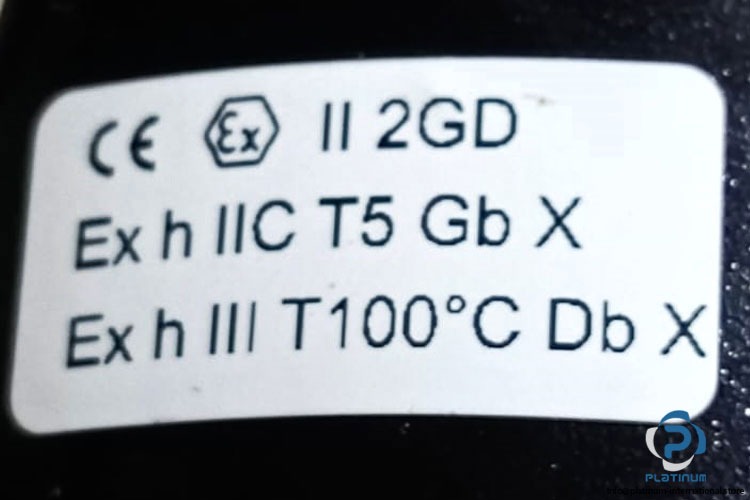 CE Ex II 2GD
Ex h IIC T5 Gb X
Ex h III T100°C Db X
PLATINUM